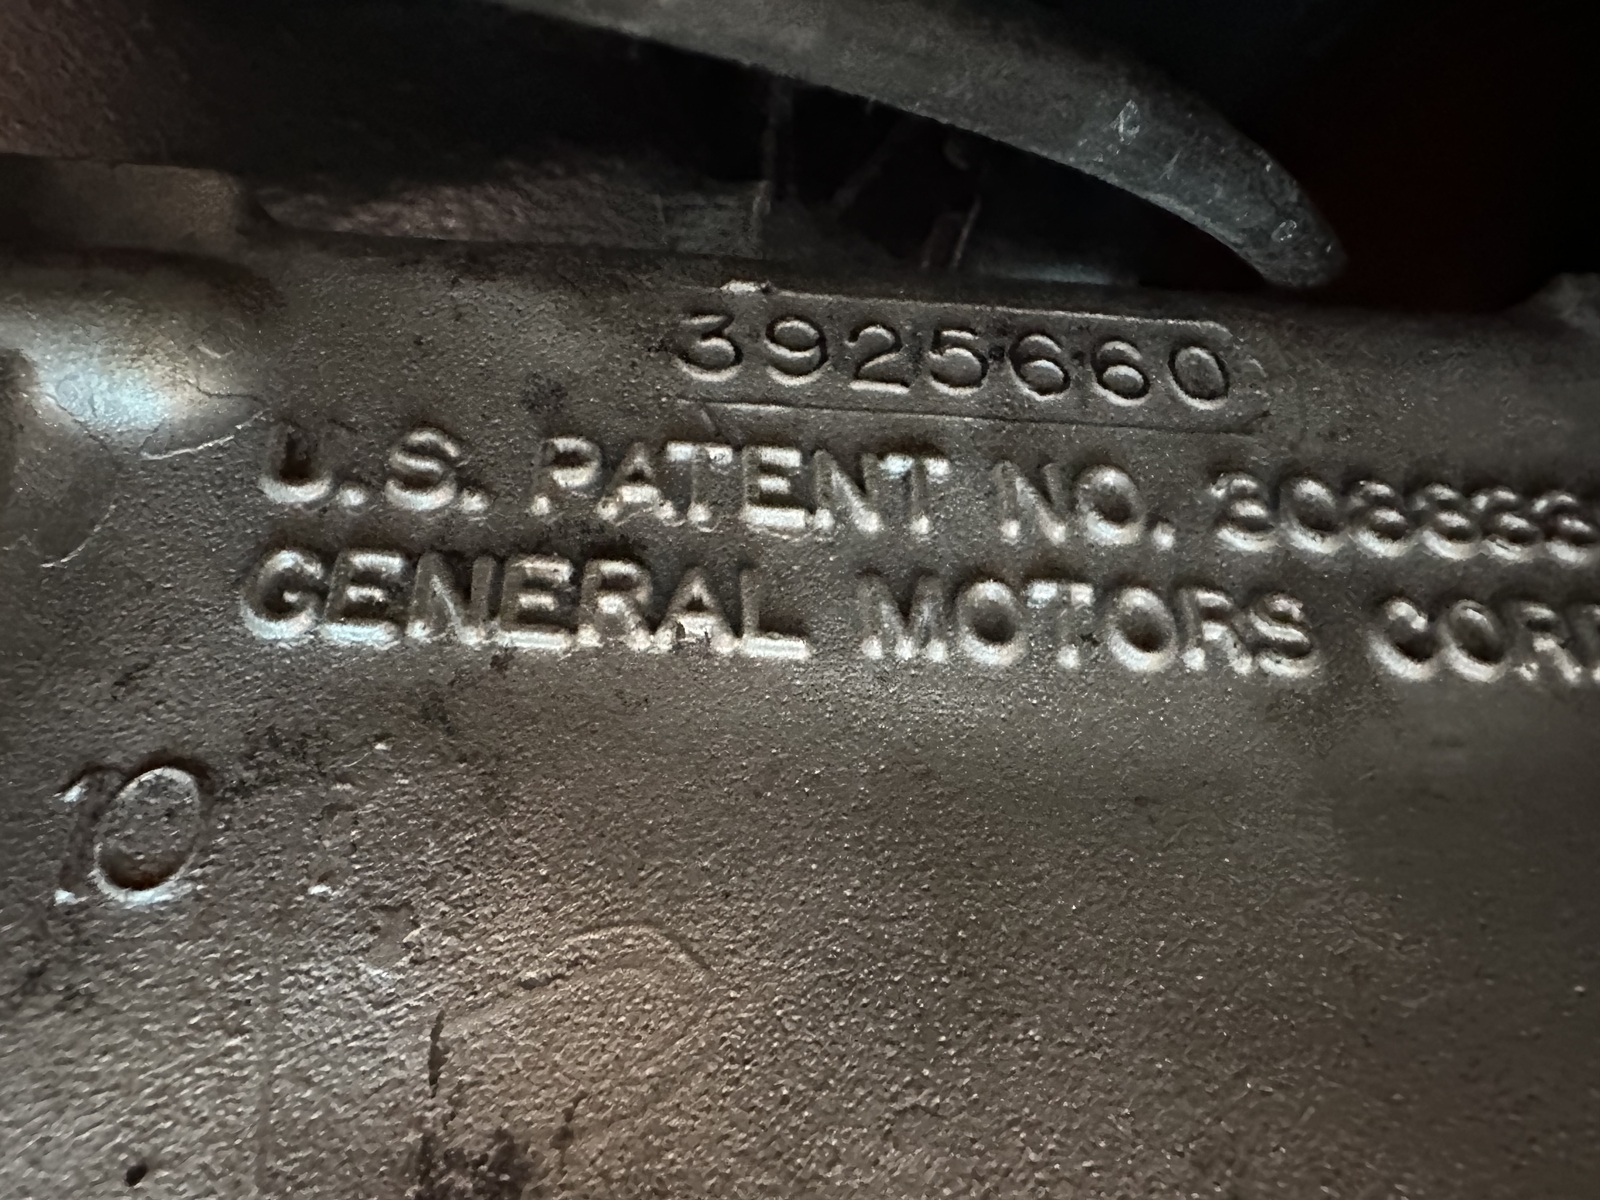 3925660
U.S. PATENT NO.
GENERAL MOTORS
10